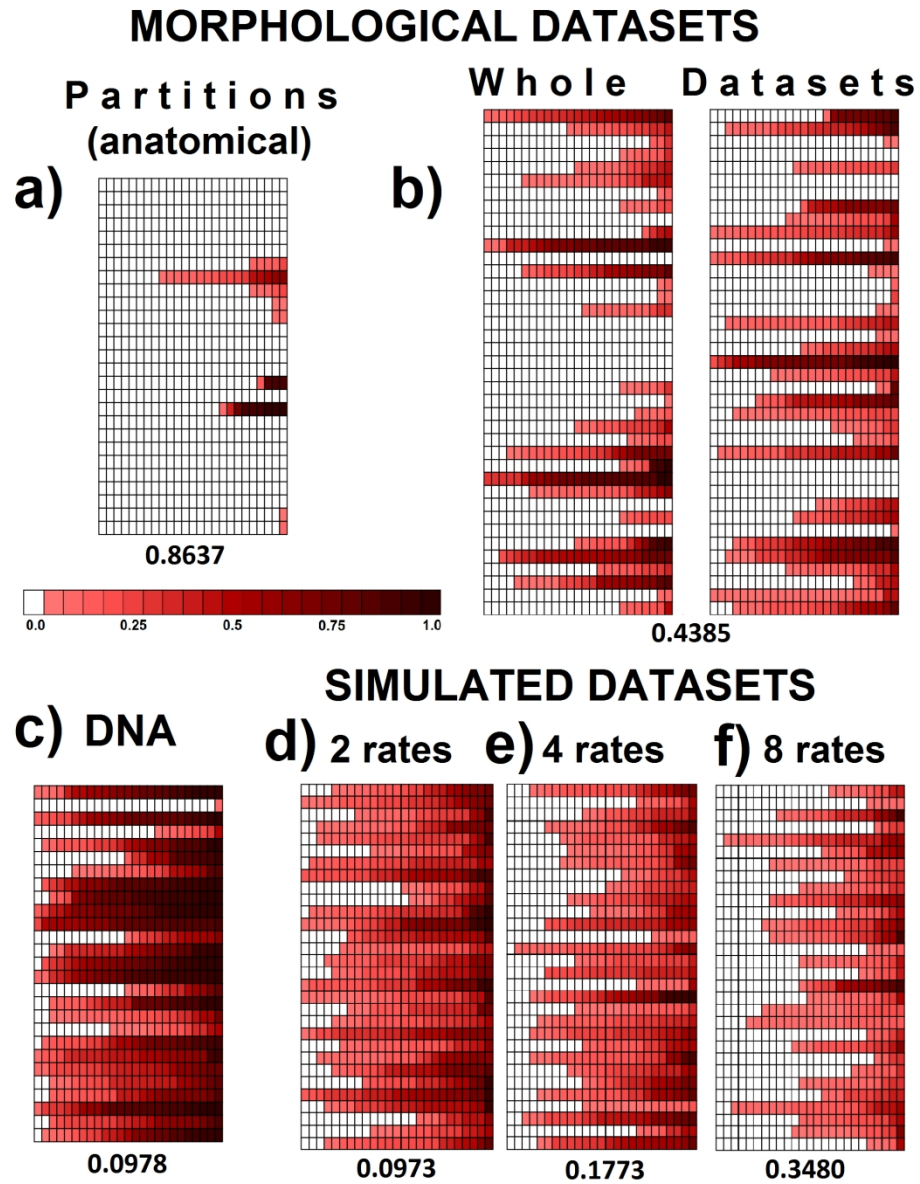 MORPHOLOGICAL DATASETS
Partitions
(anatomical)
Whole Datasets
a)
b)
0.8637
0.0 0.25 0.5 0.75 1.0
0.4385
SIMULATED DATASETS
c) DNA
d) 2 rates
e) 4 rates
f) 8 rates
0.0978
0.0973
0.1773
0.3480